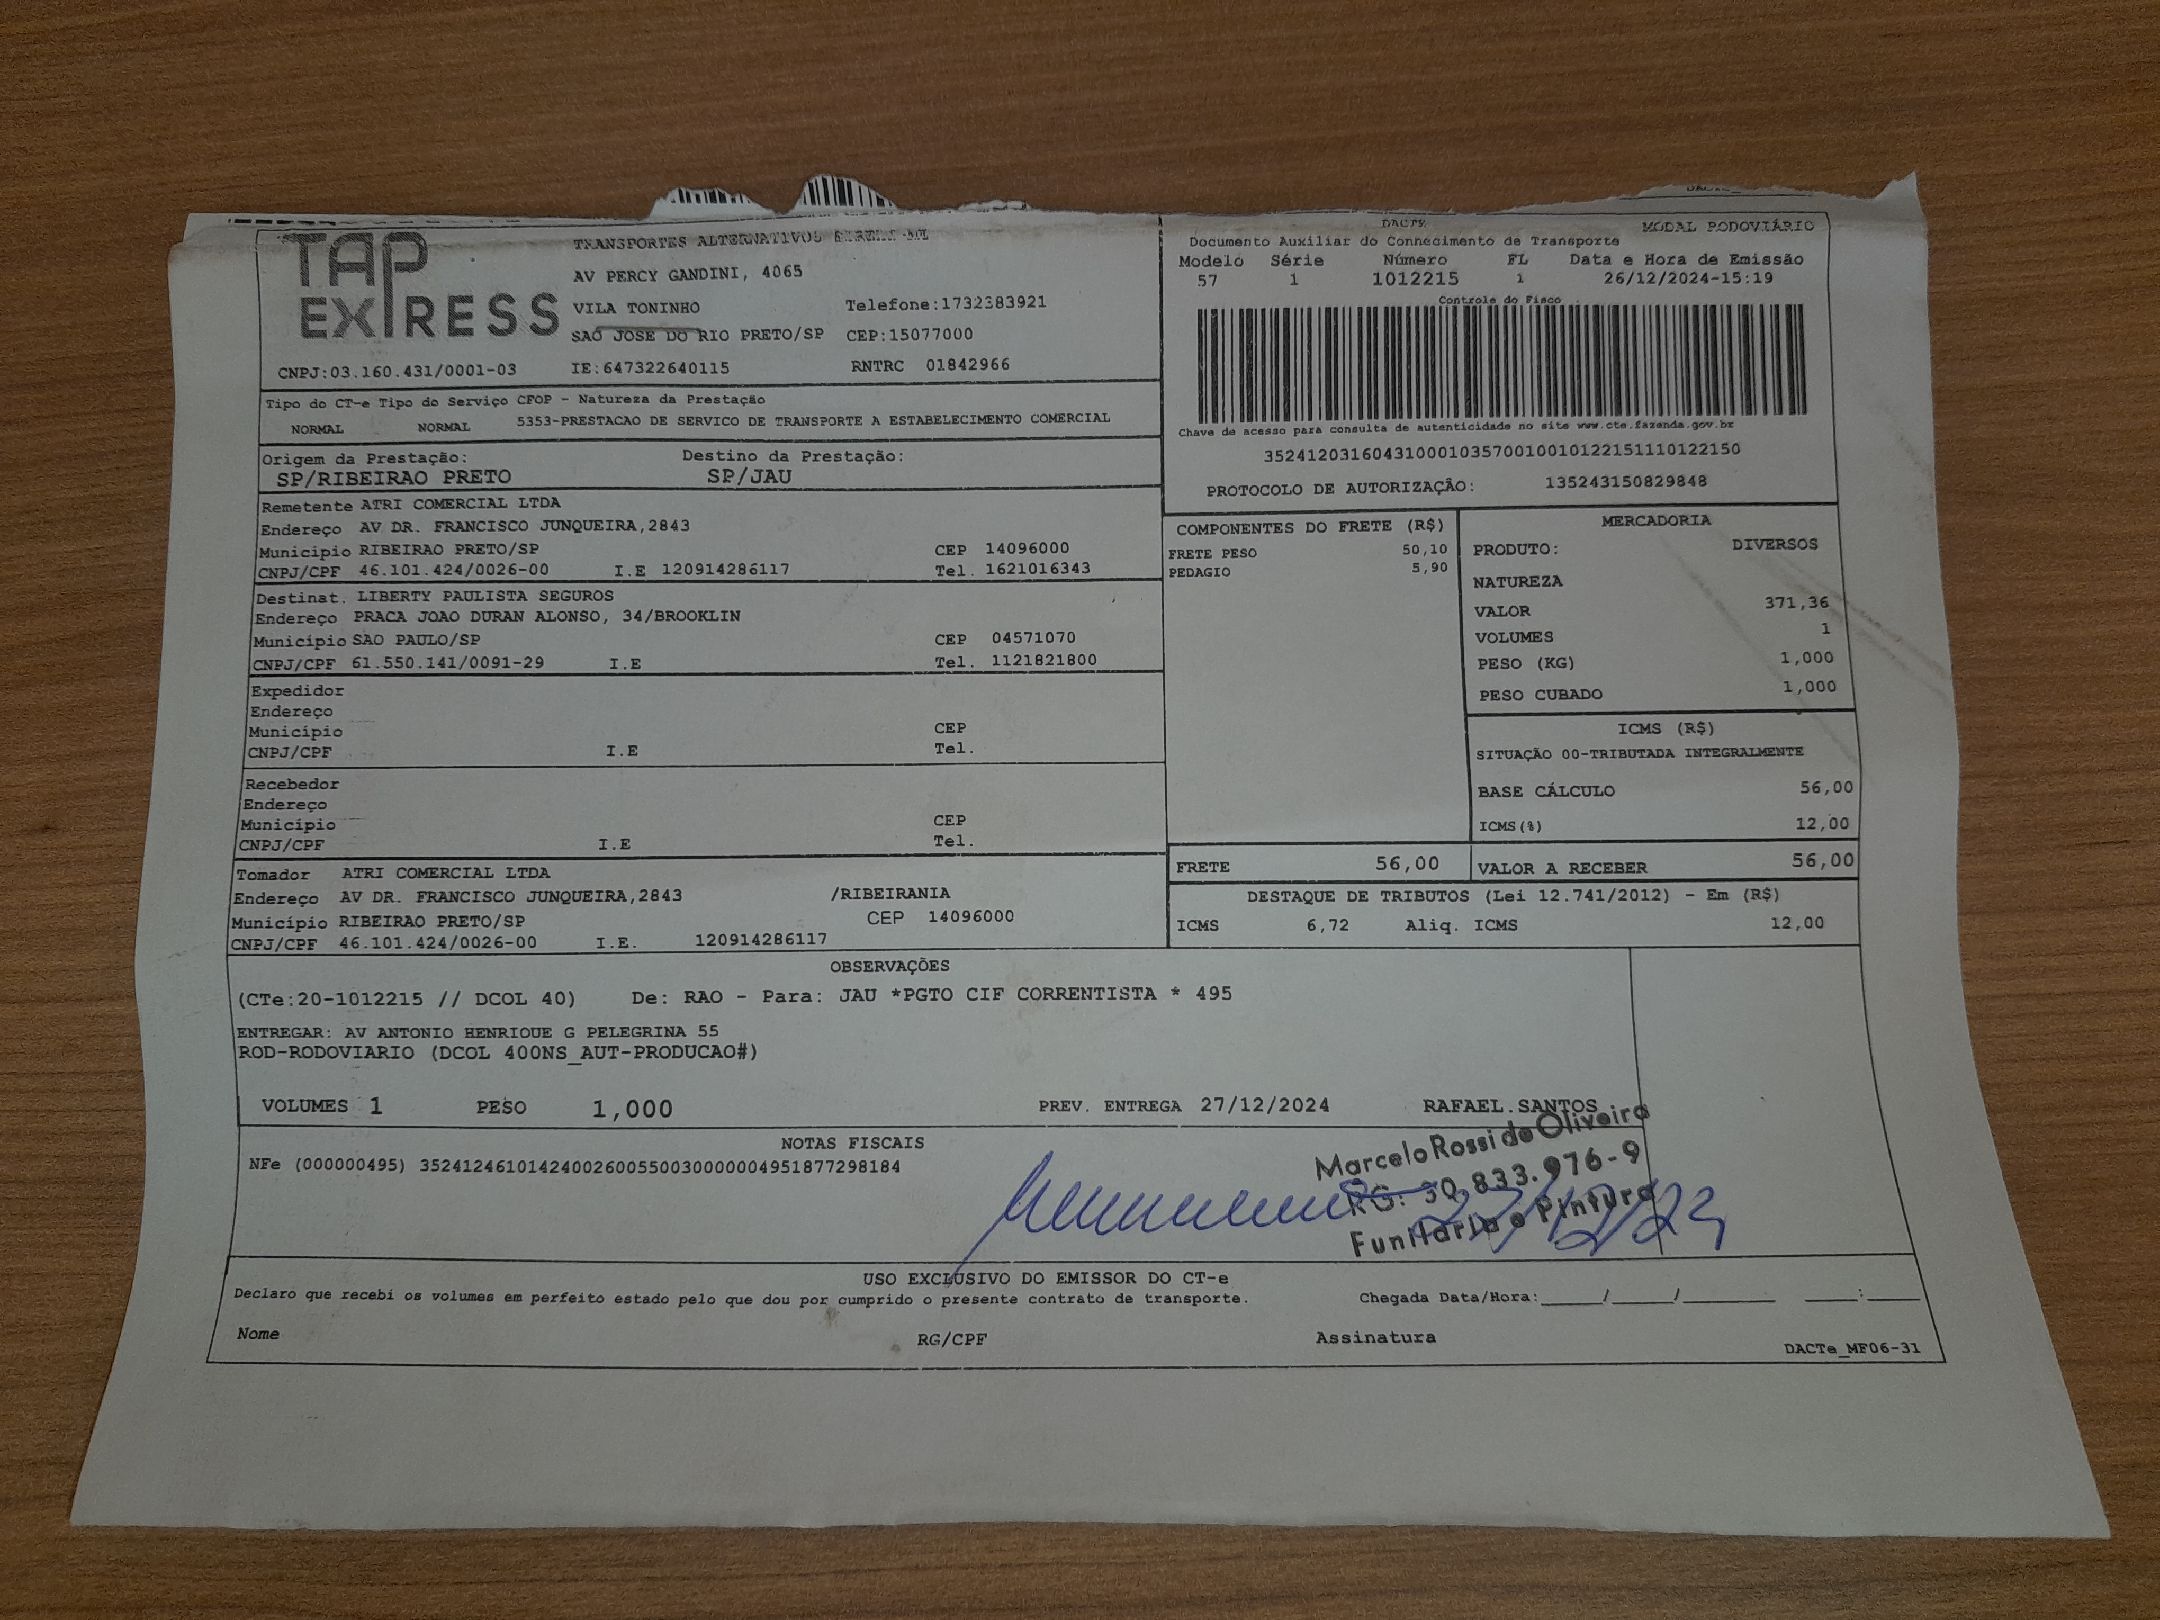 TAP EXPRESS
TRANSPORTES ALTERNATIVOS
AV PERCY GANDINI, 4065
VILA TONINHO Telefone:1732383921
SAO JOSE DO RIO PRETO/SP CEP:15077000
CNPJ:03.160.431/0001-03 IE:647322640115 RNTRC 01842966
DACTE MODAL RODOVIÁRIO
Documento Auxiliar do Conhecimento de Transporte
Modelo Série Número FL Data e Hora de Emissão
57 1 1012215 1 26/12/2024-15:19
Controle do Fisco
Chave de acesso para consulta de autenticidade no site www.cte.fazenda.gov.br
35241203160431000103570010010122151110122150
PROTOCOLO DE AUTORIZAÇÃO: 135243150829848
Tipo do CT-e Tipo do Serviço CFOP - Natureza da Prestação
NORMAL NORMAL 5353-PRESTACAO DE SERVICO DE TRANSPORTE A ESTABELECIMENTO COMERCIAL
Origem da Prestação: Destino da Prestação:
SP/RIBEIRAO PRETO SP/JAU
Remetente ATRI COMERCIAL LTDA
Endereço AV DR. FRANCISCO JUNQUEIRA,2843
Município RIBEIRAO PRETO/SP CEP 14096000
CNPJ/CPF 46.101.424/0026-00 I.E 120914286117 Tel. 1621016343
Destinat. LIBERTY PAULISTA SEGUROS
Endereço PRACA JOAO DURAN ALONSO, 34/BROOKLIN
Município SAO PAULO/SP CEP 04571070
CNPJ/CPF 61.550.141/0091-29 I.E Tel. 1121821800
Expedidor
Endereço
Município CEP
CNPJ/CPF I.E Tel.
Recebedor
Endereço
Município CEP
CNPJ/CPF I.E Tel.
Tomador ATRI COMERCIAL LTDA
Endereço AV DR. FRANCISCO JUNQUEIRA,2843 /RIBEIRANIA
Município RIBEIRAO PRETO/SP CEP 14096000
CNPJ/CPF 46.101.424/0026-00 I.E. 120914286117
COMPONENTES DO FRETE (R$)
FRETE PESO 50,10
PEDAGIO 5,90
MERCADORIA
PRODUTO: DIVERSOS
NATUREZA
VALOR 371,36
VOLUMES 1
PESO (KG) 1,000
PESO CUBADO 1,000
ICMS (R$)
SITUAÇÃO 00-TRIBUTADA INTEGRALMENTE
BASE CÁLCULO 56,00
ICMS(%) 12,00
FRETE 56,00 VALOR A RECEBER 56,00
DESTAQUE DE TRIBUTOS (Lei 12.741/2012) - Em (R$)
ICMS 6,72 Aliq. ICMS 12,00
OBSERVAÇÕES
(CTe:20-1012215 // DCOL 40) De: RAO - Para: JAU *PGTO CIF CORRENTISTA * 495
ENTREGAR: AV ANTONIO HENRIQUE G PELEGRINA 55
ROD-RODOVIARIO (DCOL 400NS_AUT-PRODUCAO#)
VOLUMES 1 PESO 1,000 PREV. ENTREGA 27/12/2024 RAFAEL.SANTOS
NOTAS FISCAIS
NFe (000000495) 35241246101424002600550030000004951877298184
Marcelo Rossi de Oliveira
RG: 30.833.976-9
Funilaria e Pintura
27/12/24
USO EXCLUSIVO DO EMISSOR DO CT-e
Declaro que recebi os volumes em perfeito estado pelo que dou por cumprido o presente contrato de transporte. Chegada Data/Hora:____/____/______ ____:____
Nome RG/CPF Assinatura
DACTe_MF06-31